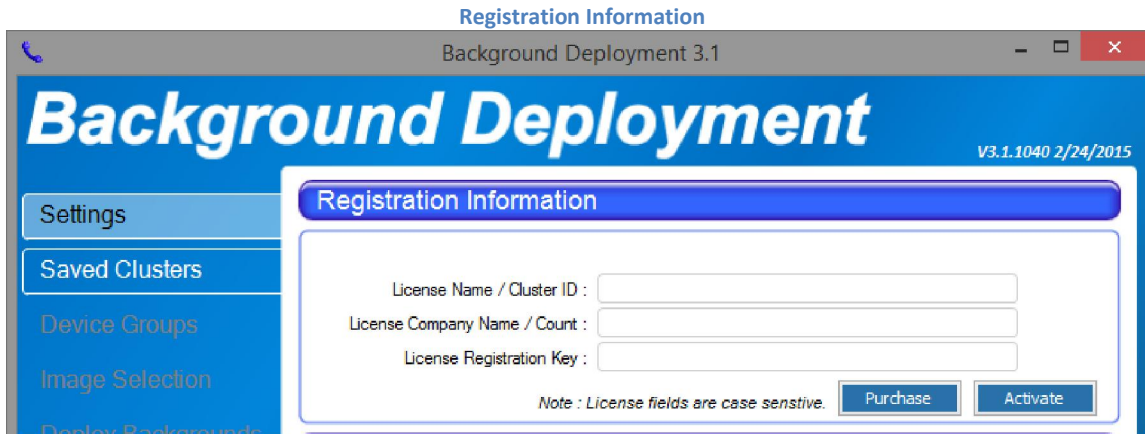 Registration Information
Background Deployment 3.1
Background Deployment
V3.1.1040 2/24/2015
Settings
Saved Clusters
Device Groups
Image Selection
Deploy Backgrounds
Registration Information
License Name / Cluster ID :
License Company Name / Count :
License Registration Key :
Note : License fields are case senstive.
Purchase
Activate